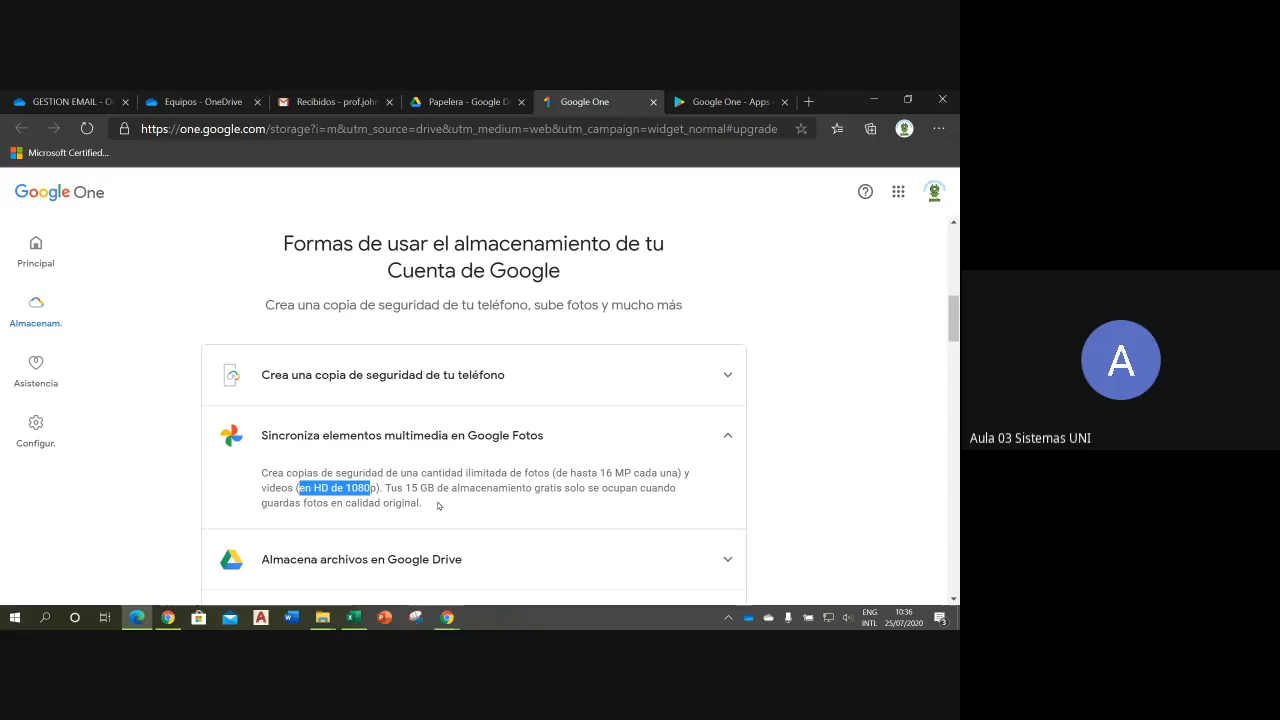 GESTION EMAIL - O
Equipos - OneDrive
Recibidos - prof.john
Papelera - Google D
Google One
Google One - Apps
https://one.google.com/storage?i=m&utm_source=drive&utm_medium=web&utm_campaign=widget_normal#upgrade
Microsoft Certified...
Google One
Principal
Almacenam.
Asistencia
Configur.
Formas de usar el almacenamiento de tu
Cuenta de Google
Crea una copia de seguridad de tu teléfono, sube fotos y mucho más
Crea una copia de seguridad de tu teléfono
Sincroniza elementos multimedia en Google Fotos
Crea copias de seguridad de una cantidad ilimitada de fotos (de hasta 16 MP cada una) y
videos (en HD de 1080p). Tus 15 GB de almacenamiento gratis solo se ocupan cuando
guardas fotos en calidad original.
Almacena archivos en Google Drive
A
Aula 03 Sistemas UNI
ENG
INTL
10:36
25/07/2020
3